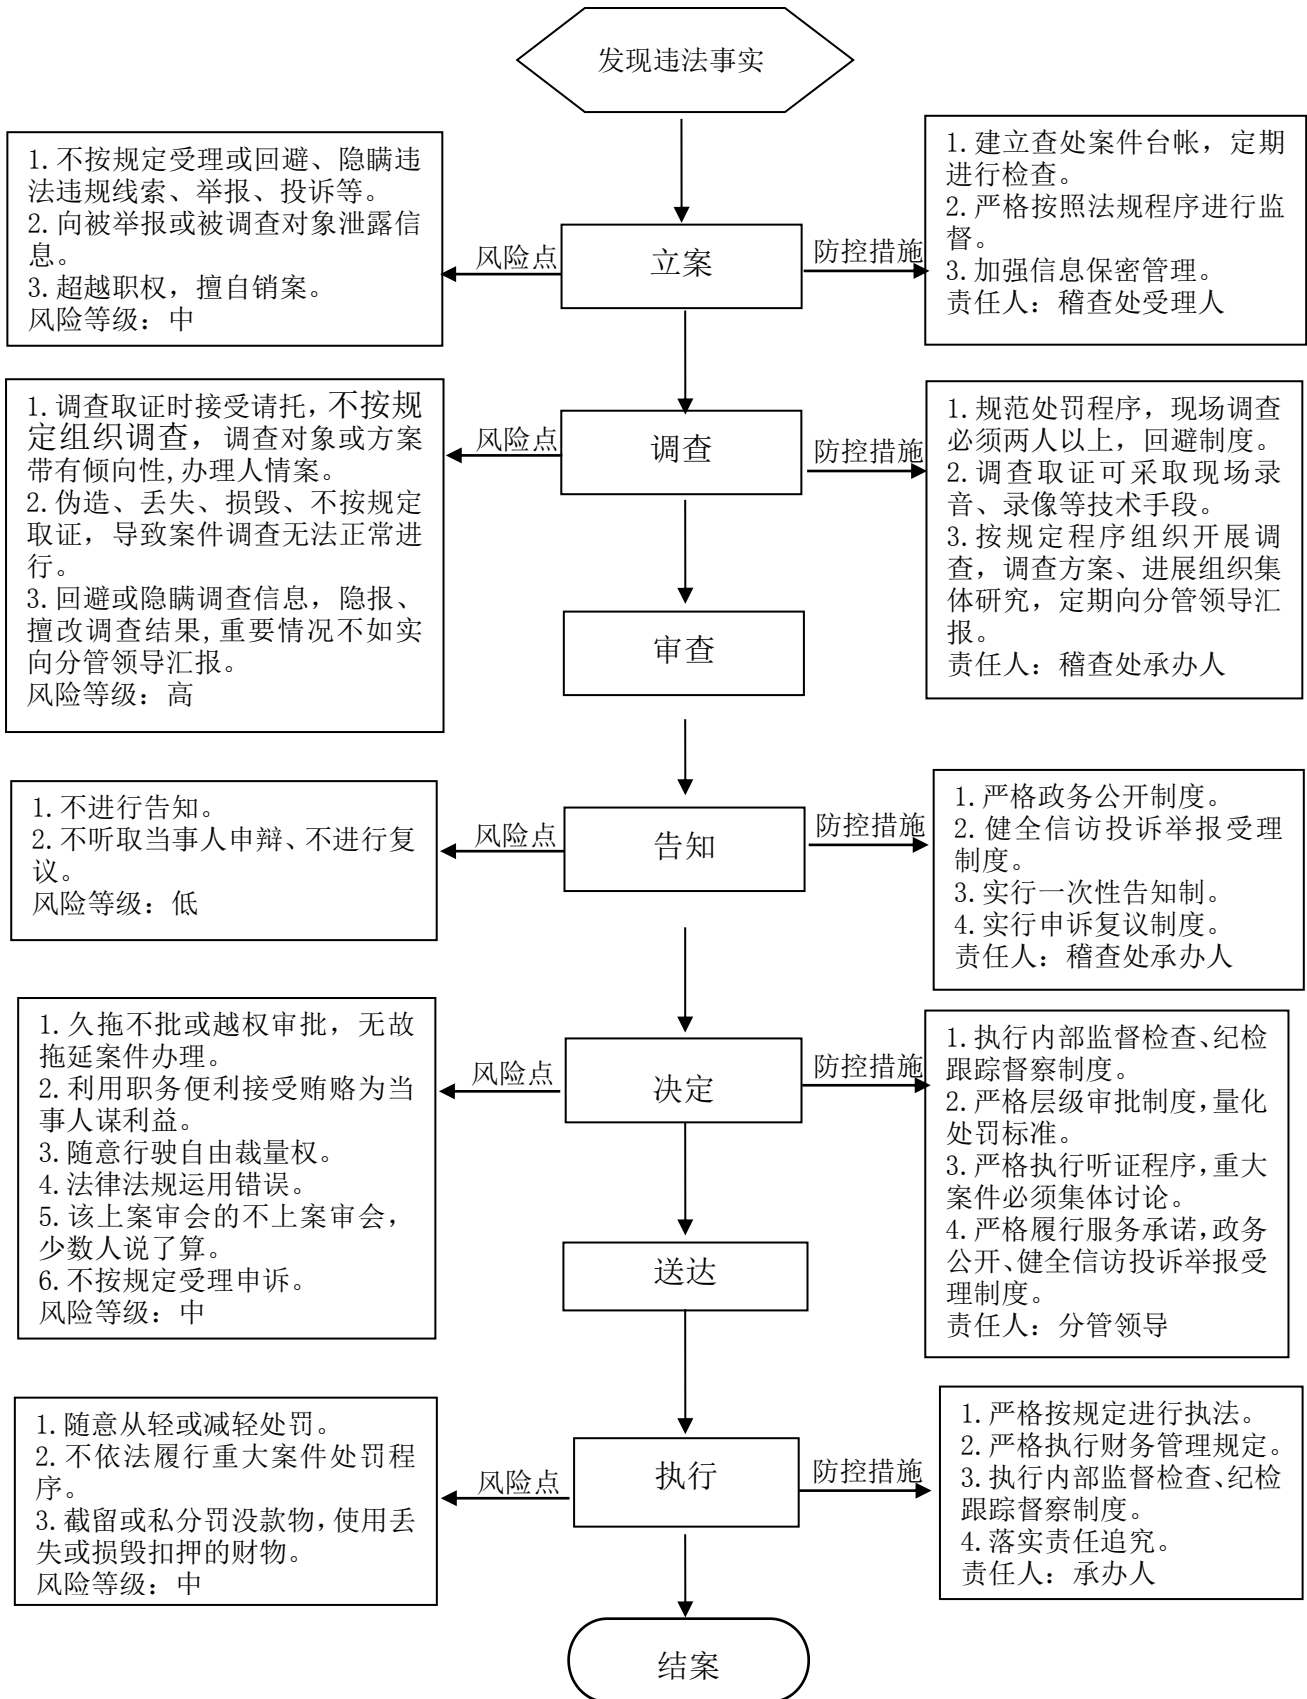 发现违法事实
1.不按规定受理或回避、隐瞒违
法违规线索、举报、投诉等。
2.向被举报或被调查对象泄露信
息。
3.超越职权，擅自销案。
风险等级：中
风险点
立案
防控措施
1.建立查处案件台帐，定期
进行检查。
2.严格按照法规程序进行监
督。
3.加强信息保密管理。
责任人：稽查处受理人
1.调查取证时接受请托,不按规
定组织调查，调查对象或方案
带有倾向性,办理人情案。
2.伪造、丢失、损毁、不按规定
取证，导致案件调查无法正常进
行。
3.回避或隐瞒调查信息，隐报、
擅改调查结果,重要情况不如实
向分管领导汇报。
风险等级：高
风险点
调查
防控措施
1.规范处罚程序，现场调查
必须两人以上，回避制度。
2.调查取证可采取现场录
音、录像等技术手段。
3.按规定程序组织开展调
查，调查方案、进展组织集
体研究，定期向分管领导汇
报。
责任人：稽查处承办人
审查
1.不进行告知。
2.不听取当事人申辩、不进行复
议。
风险等级：低
风险点
告知
防控措施
1.严格政务公开制度。
2.健全信访投诉举报受理
制度。
3.实行一次性告知制。
4.实行申诉复议制度。
责任人：稽查处承办人
1.久拖不批或越权审批，无故
拖延案件办理。
2.利用职务便利接受贿赂为当
事人谋利益。
3.随意行驶自由裁量权。
4.法律法规运用错误。
5.该上案审会的不上案审会，
少数人说了算。
6.不按规定受理申诉。
风险等级：中
风险点
决定
防控措施
1.执行内部监督检查、纪检
跟踪督察制度。
2.严格层级审批制度,量化
处罚标准。
3.严格执行听证程序,重大
案件必须集体讨论。
4.严格履行服务承诺,政务
公开、健全信访投诉举报受
理制度。
责任人：分管领导
送达
1.随意从轻或减轻处罚。
2.不依法履行重大案件处罚程
序。
3.截留或私分罚没款物,使用丢
失或损毁扣押的财物。
风险等级：中
风险点
执行
防控措施
1.严格按规定进行执法。
2.严格执行财务管理规定。
3.执行内部监督检查、纪检
跟踪督察制度。
4.落实责任追究。
责任人：承办人
结案